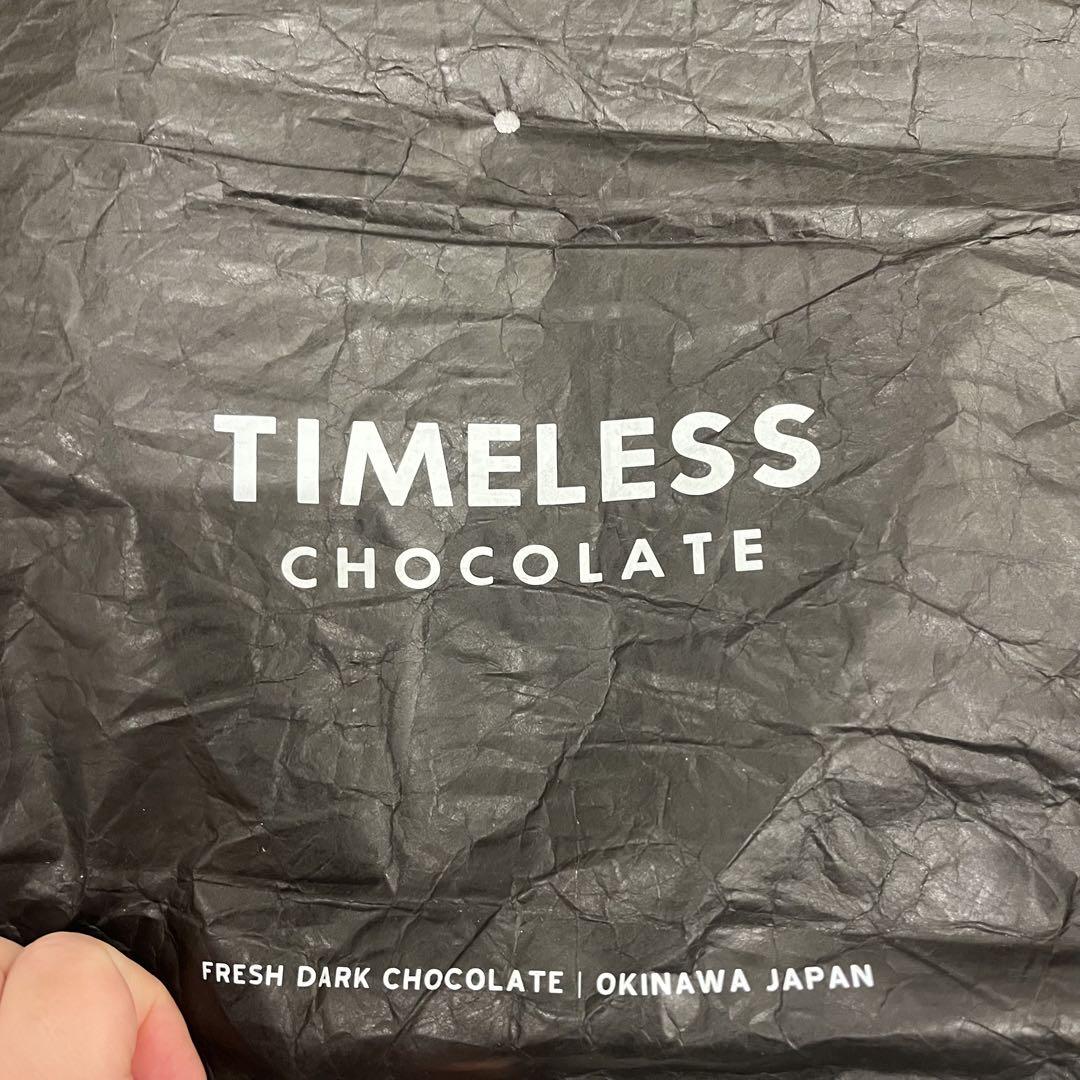 TIMELESS
CHOCOLATE
FRESH DARK CHOCOLATE | OKINAWA JAPAN